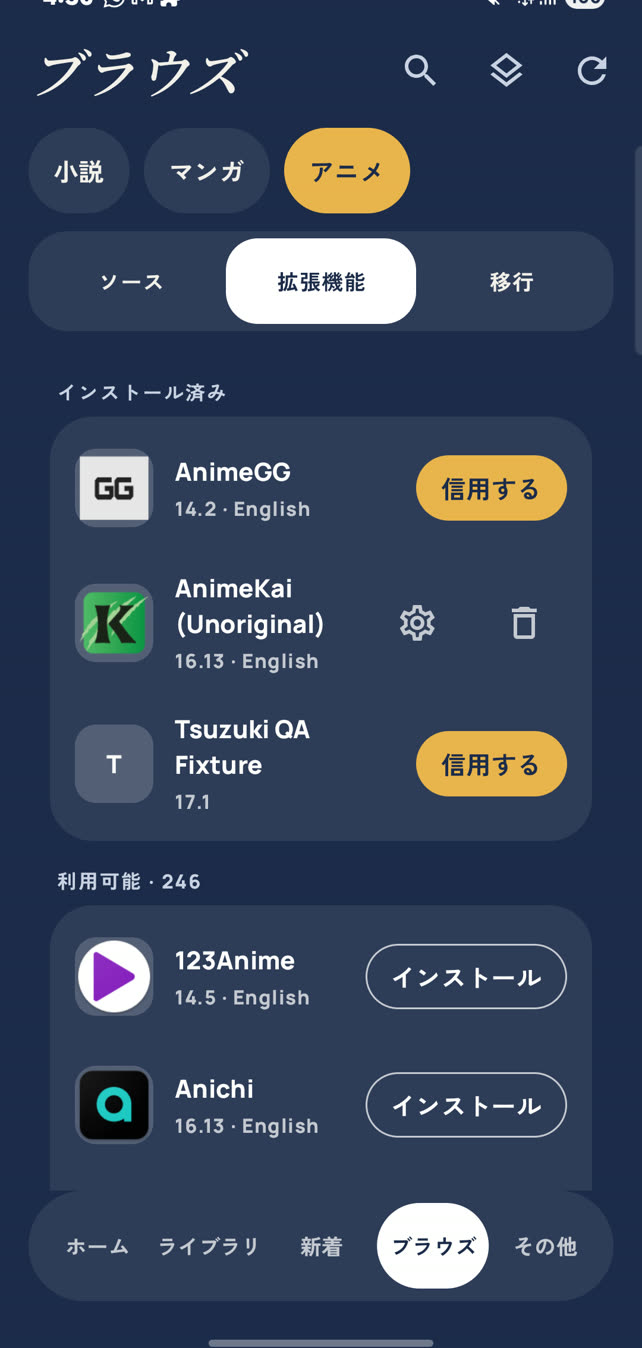 ブラウズ
小説
マンガ
アニメ
ソース
拡張機能
移行
インストール済み
GG
AnimeGG
14.2 · English
信用する
K
AnimeKai
(Unoriginal)
16.13 · English
T
Tsuzuki QA
Fixture
17.1
信用する
利用可能 · 246
123Anime
14.5 · English
インストール
a
Anichi
16.13 · English
インストール
ホーム
ライブラリ
新着
ブラウズ
その他